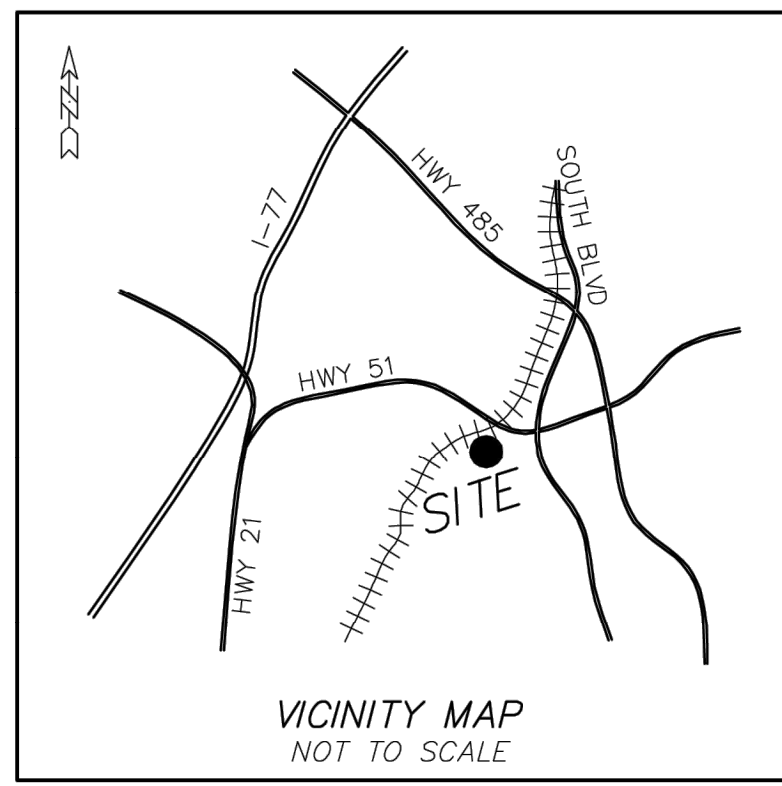 N
I-77
HWY 485
SOUTH BLVD
HWY 51
SITE
HWY 21
VICINITY MAP
NOT TO SCALE